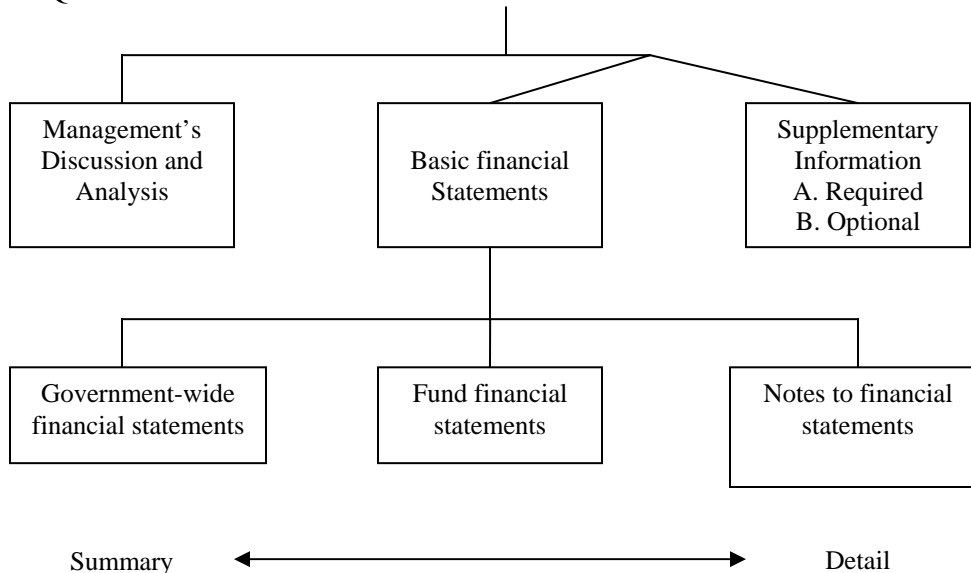 Management’s
Discussion and
Analysis
Basic financial
Statements
Supplementary
Information
A. Required
B. Optional
Government-wide
financial statements
Fund financial
statements
Notes to financial
statements
Summary
Detail